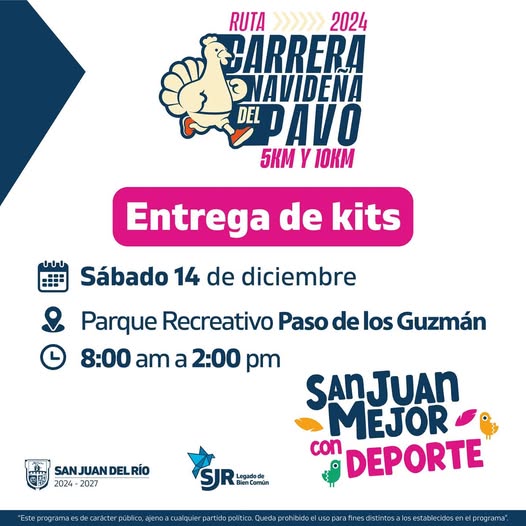 RUTA 2024
CARRERA
NAVIDEÑA
DEL PAVO
5KM Y 10KM
Entrega de kits
Sábado 14 de diciembre
Parque Recreativo Paso de los Guzmán
8:00 am a 2:00 pm
SAN JUAN
MEJOR
con
DEPORTE
SAN JUAN DEL RÍO
2024 - 2027
SJR
Legado de
Bien Común
"Este programa es de carácter público, ajeno a cualquier partido político. Queda prohibido el uso para fines distintos a los establecidos en el programa".